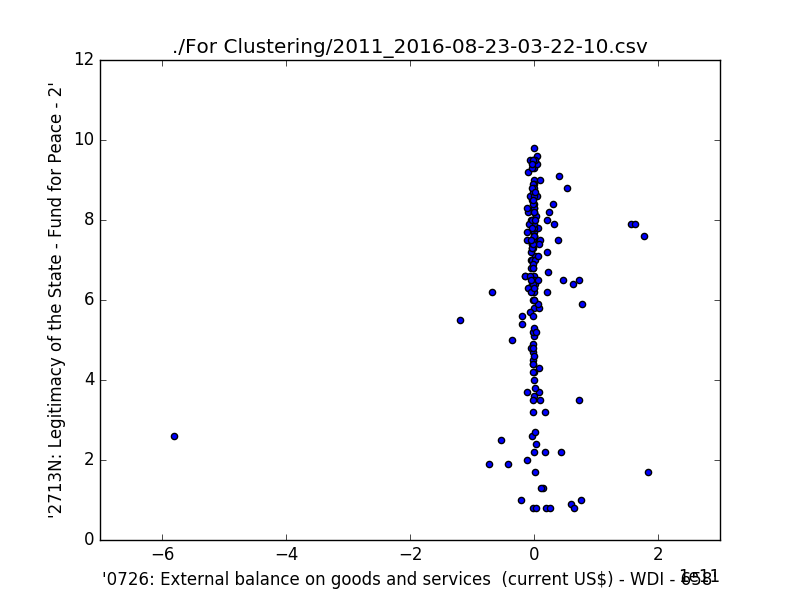 ./For Clustering/2011_2016-08-23-03-22-10.csv
12
10
8
6
4
2
0
'2713N: Legitimacy of the State - Fund for Peace - 2'
−6 −4 −2 0 2
1e11
'0726: External balance on goods and services (current US$) - WDI - 658